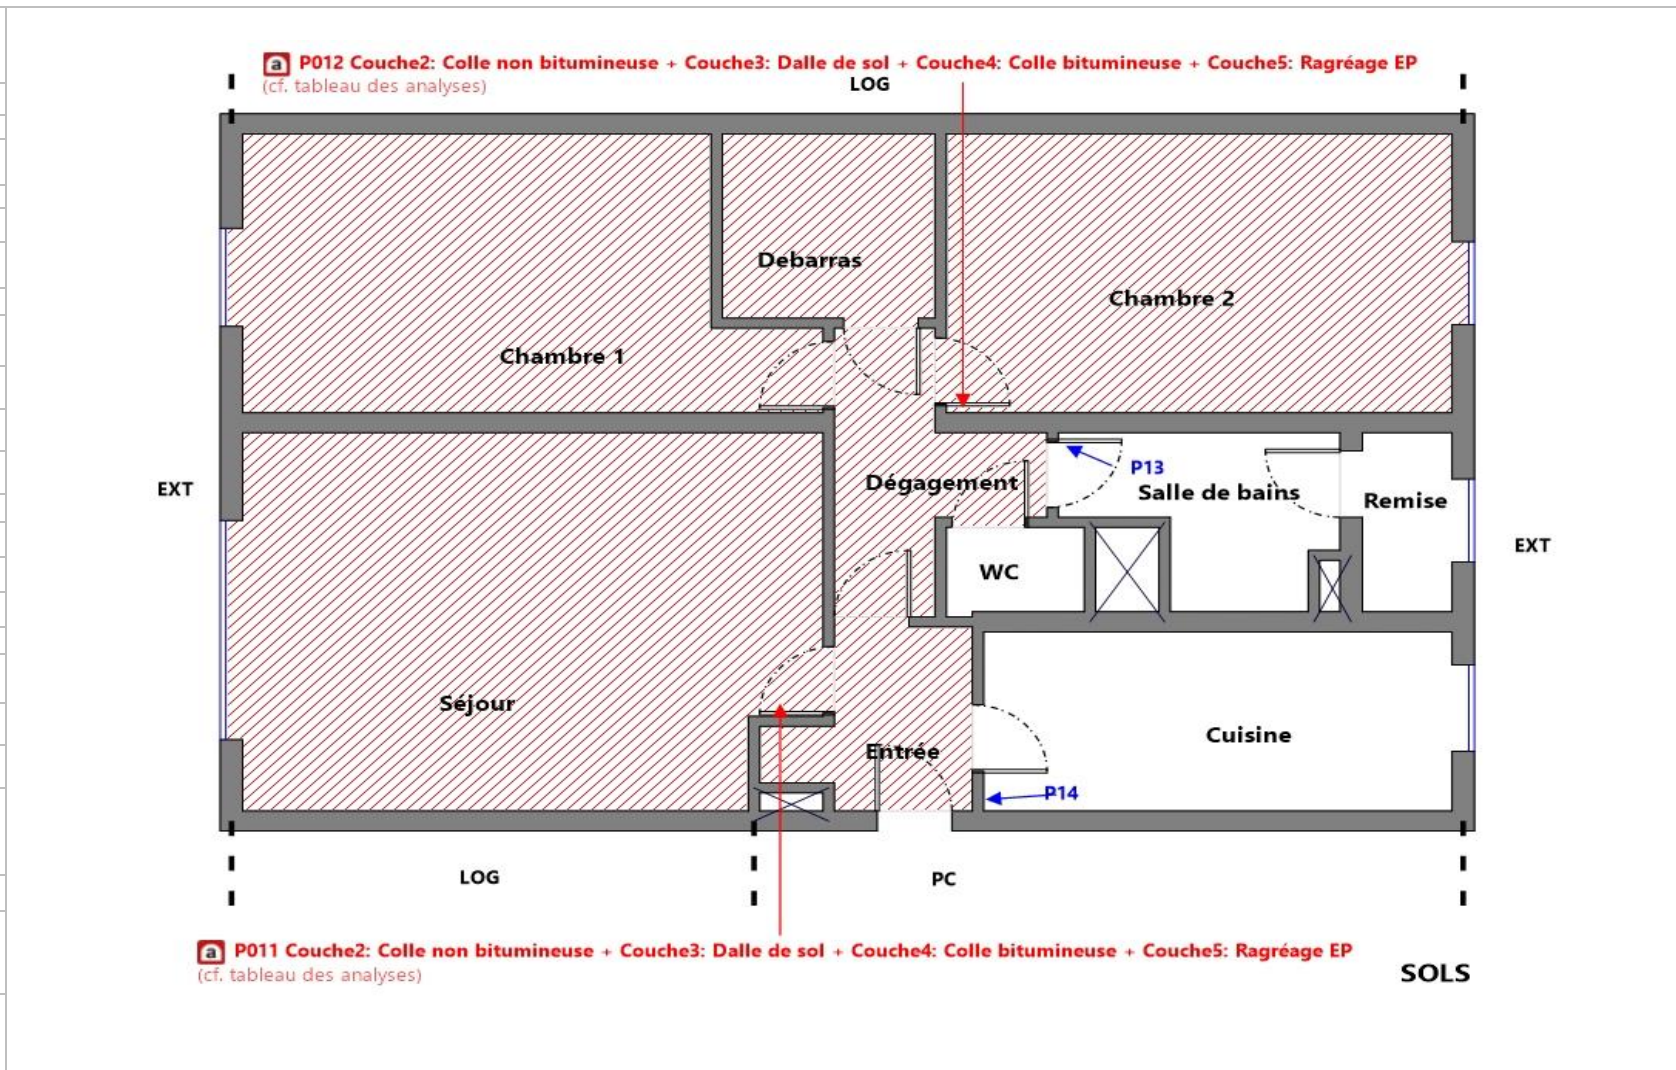 a P012 Couche2: Colle non bitumineuse + Couche3: Dalle de sol + Couche4: Colle bitumineuse + Couche5: Ragréage EP
(cf. tableau des analyses)
LOG
Debarras
Chambre 2
Chambre 1
P13
Dégagement
Salle de bains
Remise
EXT
EXT
WC
Séjour
Cuisine
Entrée
P14
LOG
PC
a P011 Couche2: Colle non bitumineuse + Couche3: Dalle de sol + Couche4: Colle bitumineuse + Couche5: Ragréage EP
(cf. tableau des analyses)
SOLS